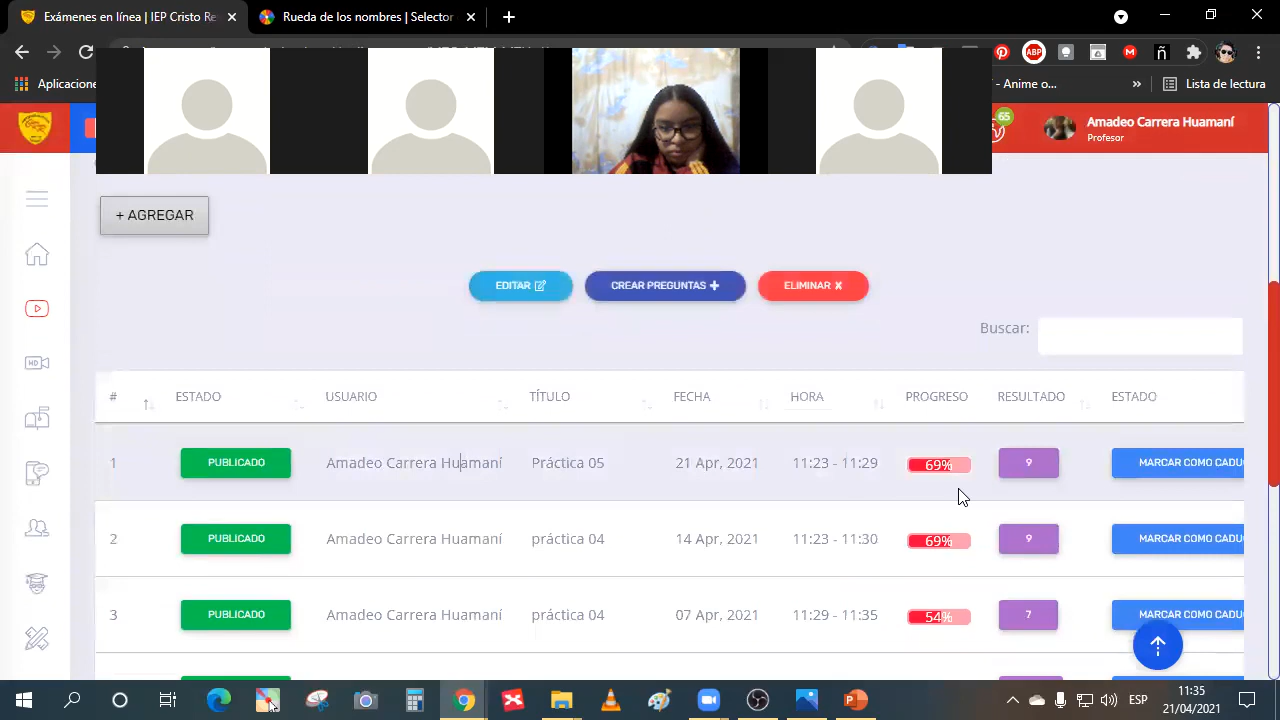 Exámenes en línea | IEP Cristo Re
Rueda de los nombres | Selector
Aplicacione
- Anime o...
Lista de lectura
65
Amadeo Carrera Huamaní
Profesor
+ AGREGAR
EDITAR
CREAR PREGUNTAS
ELIMINAR
Buscar:
# ESTADO USUARIO TÍTULO FECHA HORA PROGRESO RESULTADO ESTADO
1 PUBLICADO Amadeo Carrera Huamaní Práctica 05 21 Apr, 2021 11:23 - 11:29 69% 9 MARCAR COMO CADU
2 PUBLICADO Amadeo Carrera Huamaní práctica 04 14 Apr, 2021 11:23 - 11:30 69% 9 MARCAR COMO CADU
3 PUBLICADO Amadeo Carrera Huamaní práctica 04 07 Apr, 2021 11:29 - 11:35 54% 7 MARCAR COMO CADU
ESP
11:35
21/04/2021